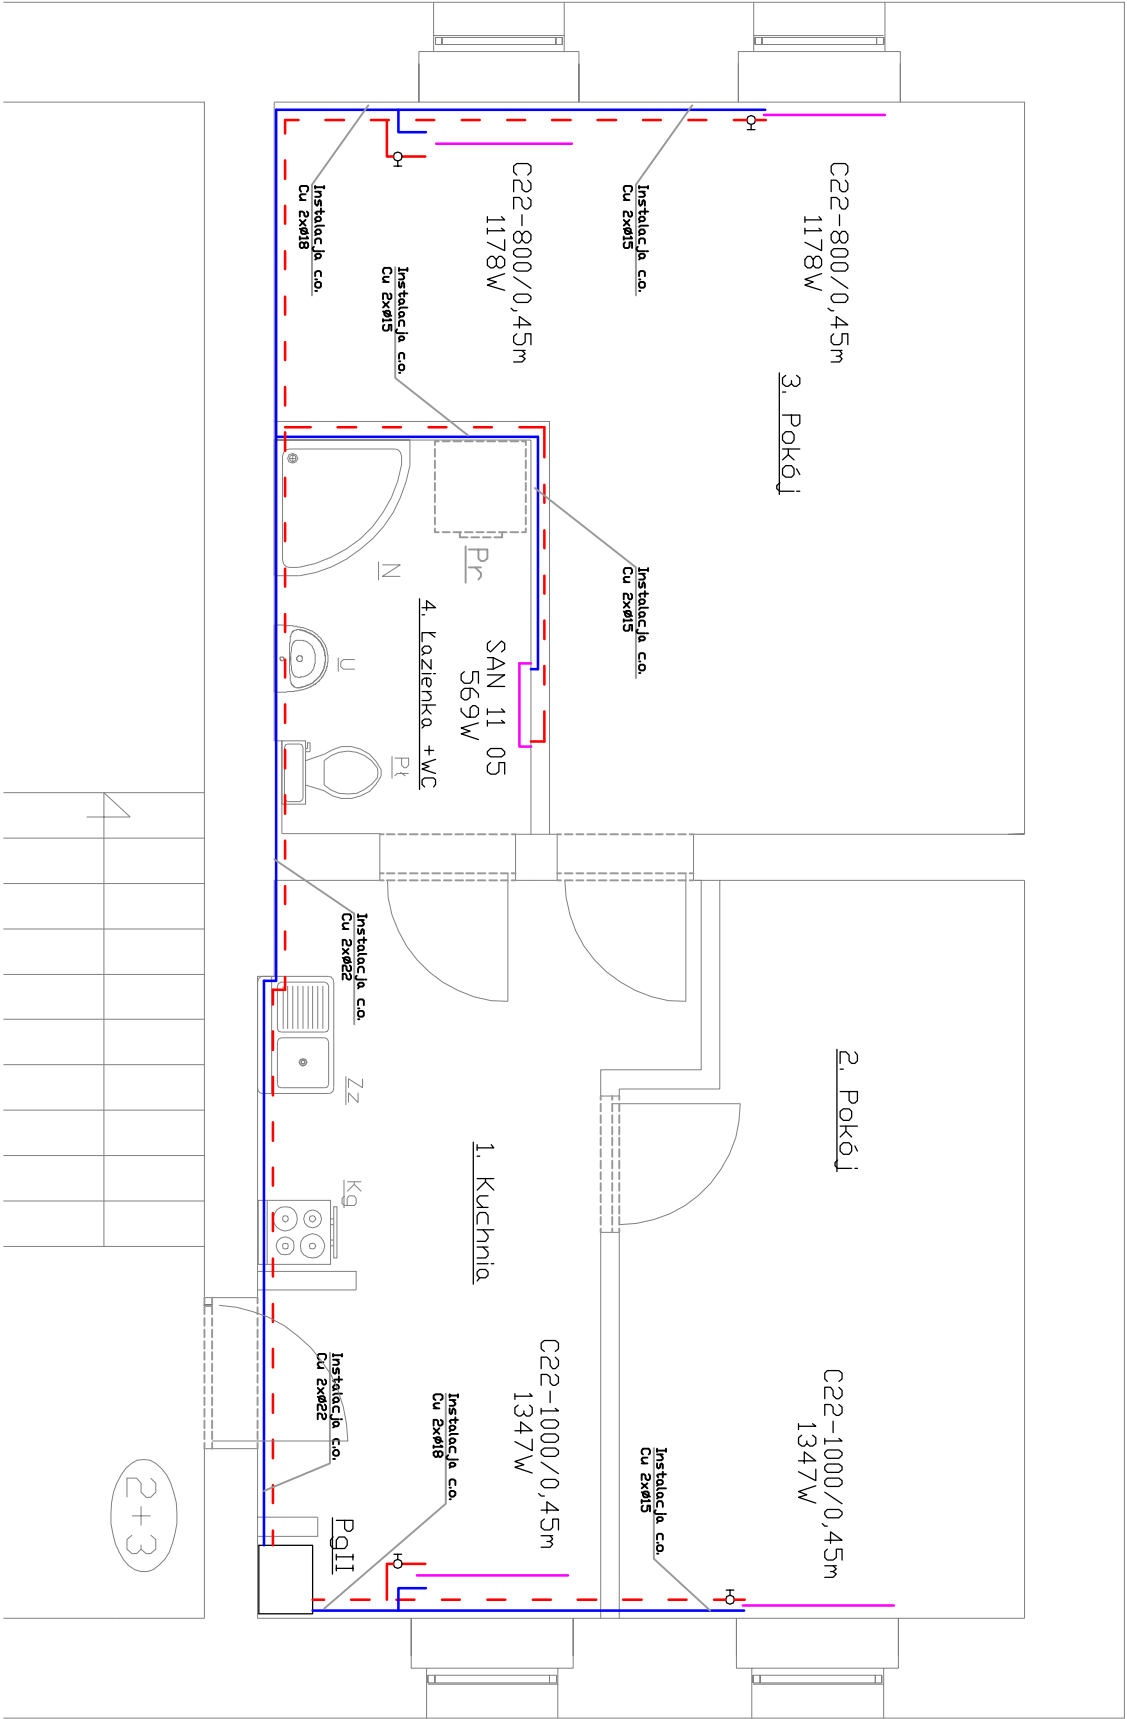 C22-800/0,45m
1178W
C22-800/0,45m
1178W
3. Pokój
Instalacja c.o.
Cu 2xø15
Instalacja c.o.
Cu 2xø18
Instalacja c.o.
Cu 2xø15
Instalacja c.o.
Cu 2xø15
Pr
N
SAN 11 05
569W
4. Łazienka +WC
U
Pł
Instalacja c.o.
Cu 2xø22
2. Pokój
Zz
1. Kuchnia
Kg
C22-1000/0,45m
1347W
C22-1000/0,45m
1347W
Instalacja c.o.
Cu 2xø22
Instalacja c.o.
Cu 2xø18
Instalacja c.o.
Cu 2xø15
PgII
2+3